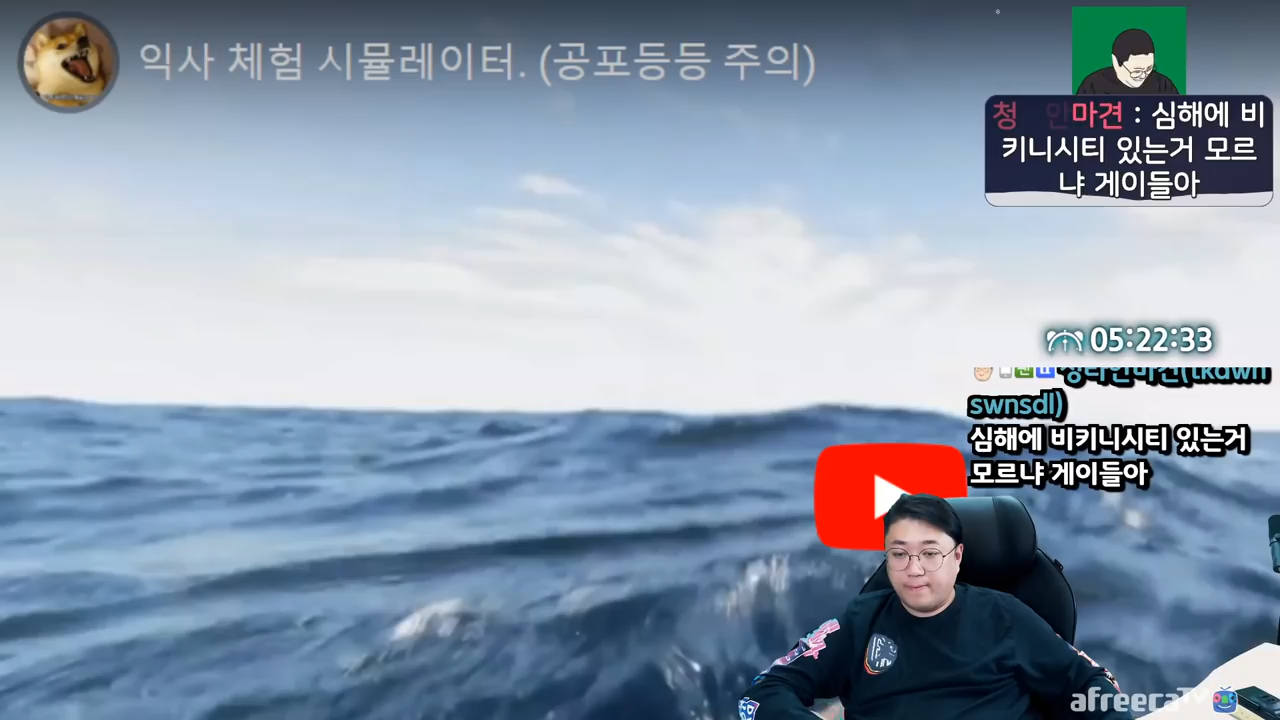 익사 체험 시뮬레이터. (공포등등 주의)
마견 : 심해에 비
키니시티 있는거 모르
냐 게이들아
05:22:33
swnsdl)
심해에 비키니시티 있는거
모르냐 게이들아
afreecaTV